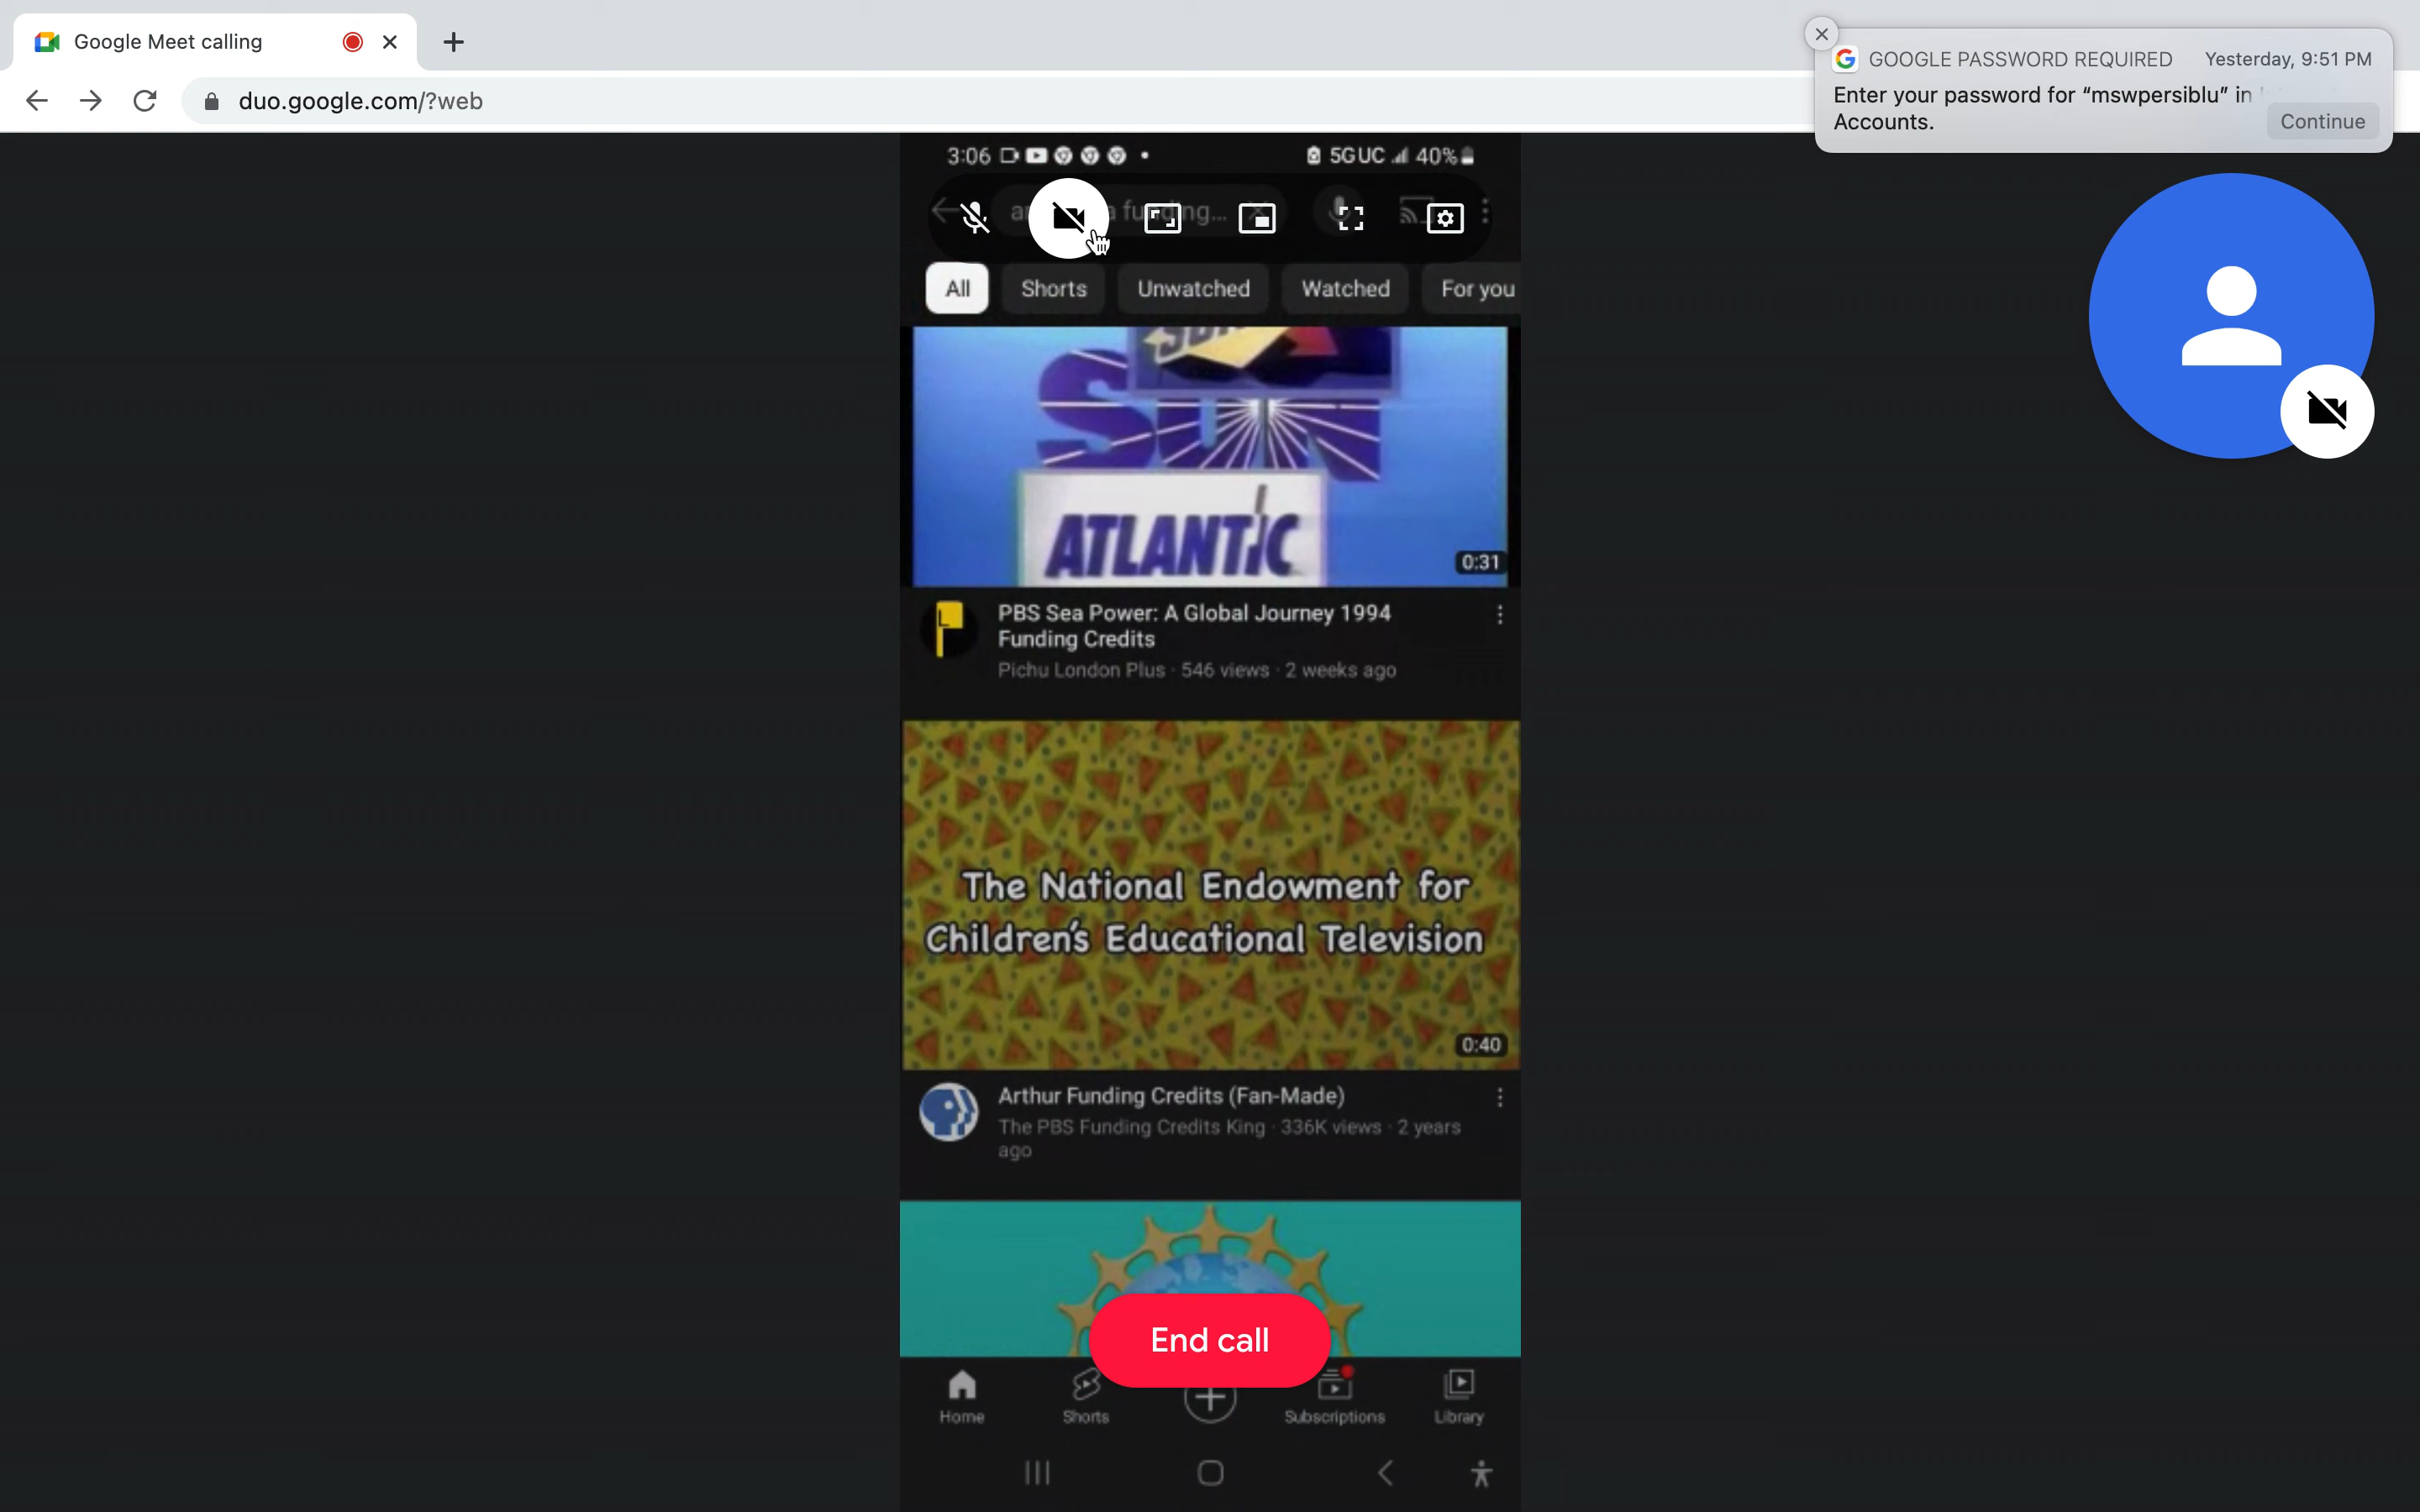 Google Meet calling
duo.google.com/?web
GOOGLE PASSWORD REQUIRED Yesterday, 9:51 PM
Enter your password for “mswpersiblu” in
Accounts.
Continue
3:06 5GUC 40%
All Shorts Unwatched Watched For you
SUN
ATLANTIC
0:31
PBS Sea Power: A Global Journey 1994
Funding Credits
Pichu London Plus · 546 views · 2 weeks ago
The National Endowment for
Children's Educational Television
0:40
Arthur Funding Credits (Fan-Made)
The PBS Funding Credits King · 336K views · 2 years
ago
End call
Home Shorts Subscriptions Library